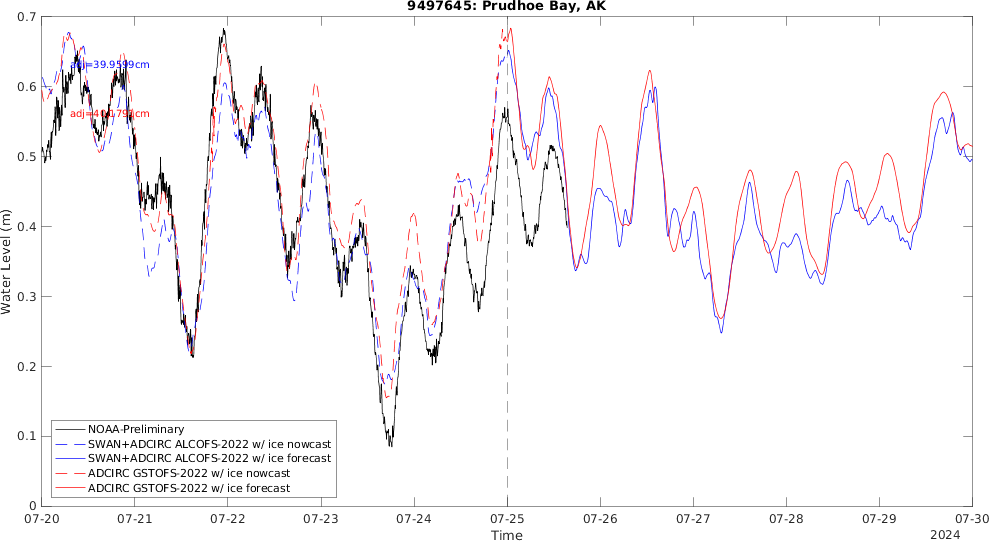 9497645: Prudhoe Bay, AK
0.7
0.6
0.5
0.4
0.3
0.2
0.1
0
Water Level (m)
adj=39.9599cm
NOAA-Preliminary
SWAN+ADCIRC ALCOFS-2022 w/ ice nowcast
SWAN+ADCIRC ALCOFS-2022 w/ ice forecast
ADCIRC GSTOFS-2022 w/ ice nowcast
ADCIRC GSTOFS-2022 w/ ice forecast
07-20 07-21 07-22 07-23 07-24 07-25 07-26 07-27 07-28 07-29 07-30
Time
2024